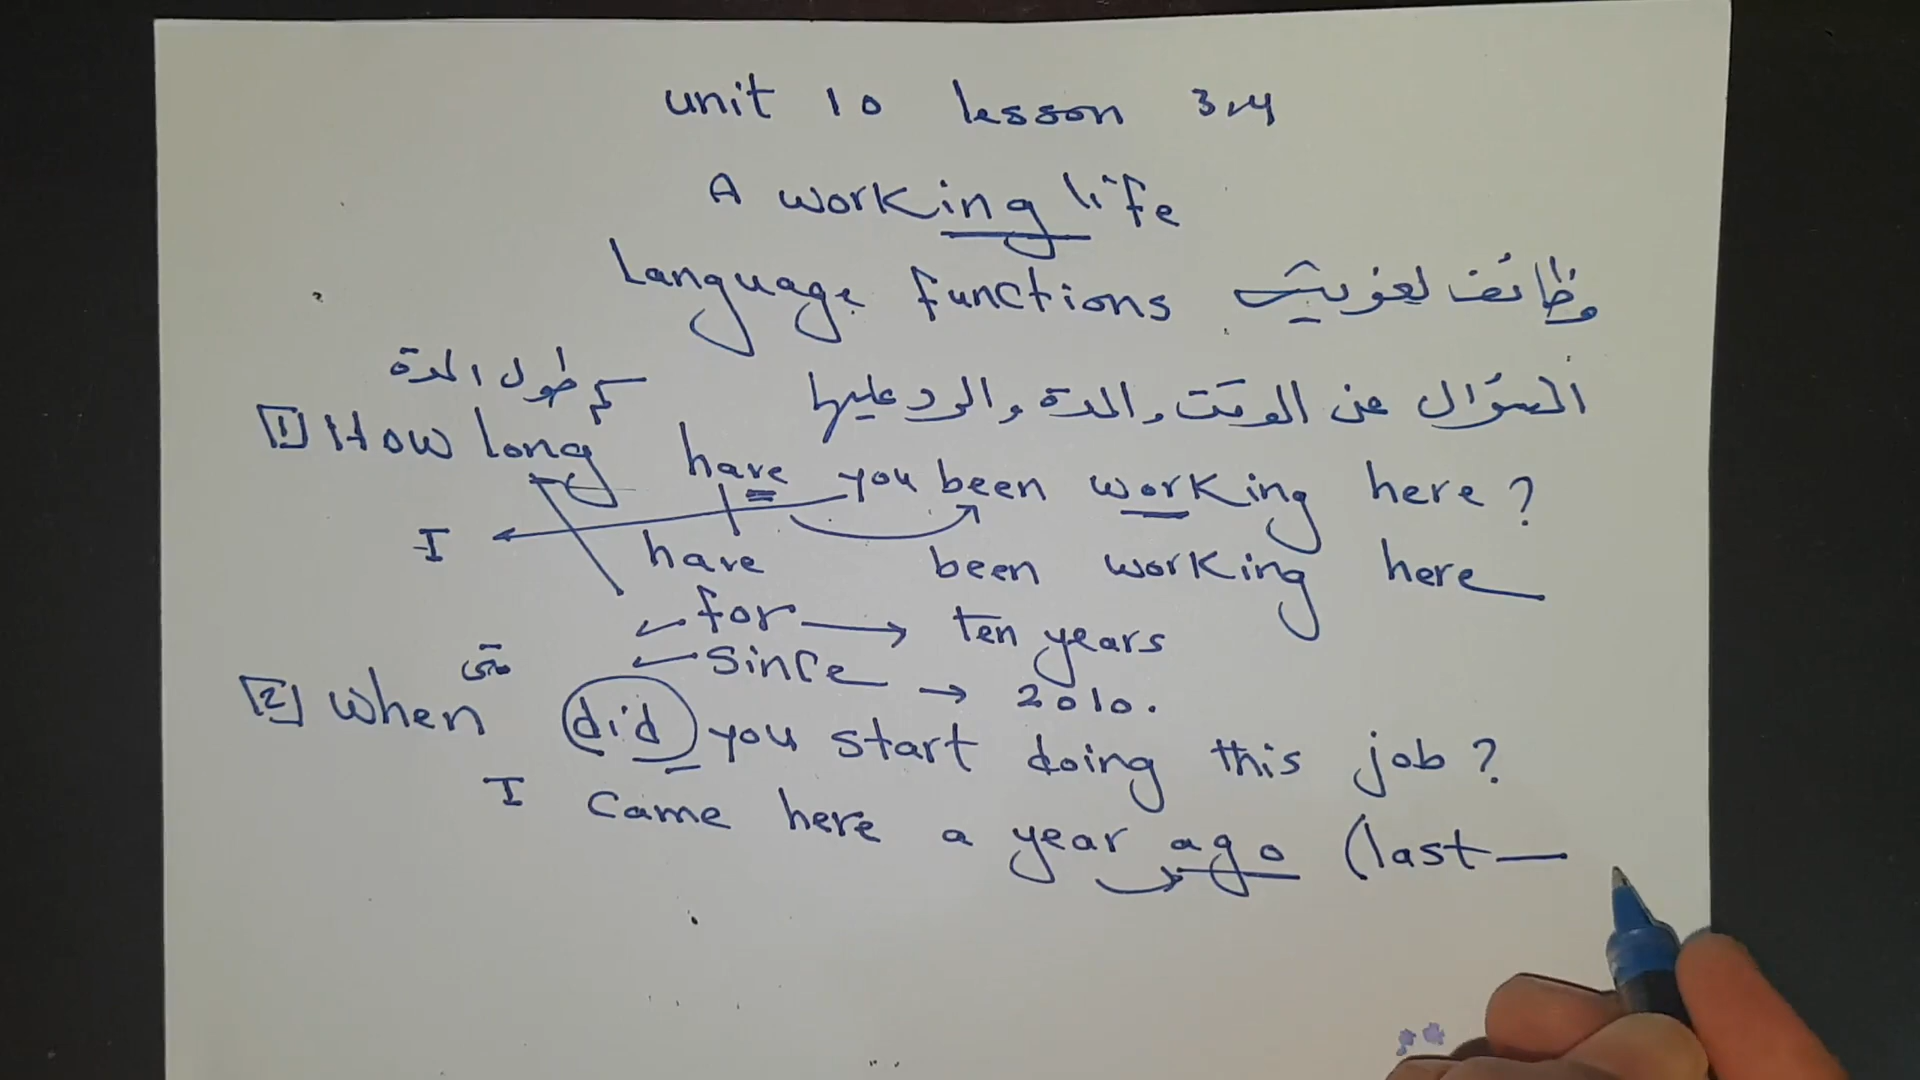 unit 10 lesson 3,4
A working life
Language functions وظائف لغوية
السؤال عن الوقت والمدة والرد عليها
كم طول المدة
1 How long have you been working here?
I have been working here
for → ten years
since → 2010.
متى
2 When did you start doing this job?
I came here a year ago (last